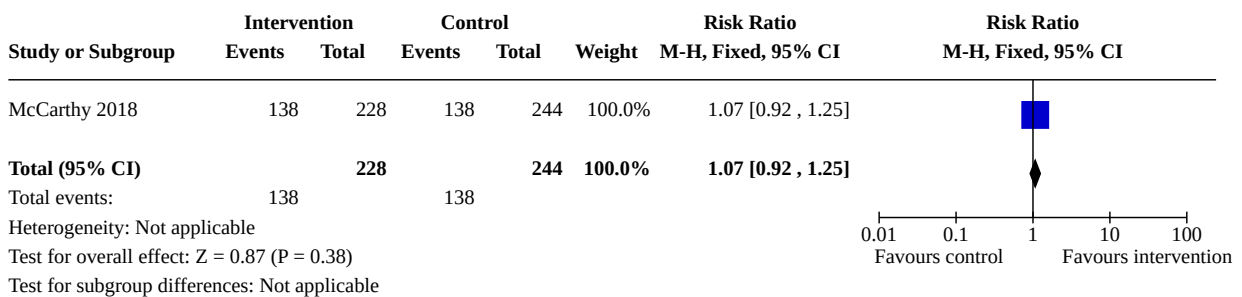 Intervention Control Risk Ratio Risk Ratio
Study or Subgroup Events Total Events Total Weight M-H, Fixed, 95% CI M-H, Fixed, 95% CI
McCarthy 2018 138 228 138 244 100.0% 1.07 [0.92 , 1.25]
Total (95% CI) 228 244 100.0% 1.07 [0.92 , 1.25]
Total events: 138 138
Heterogeneity: Not applicable
0.01 0.1 1 10 100
Test for overall effect: Z = 0.87 (P = 0.38) Favours control Favours intervention
Test for subgroup differences: Not applicable